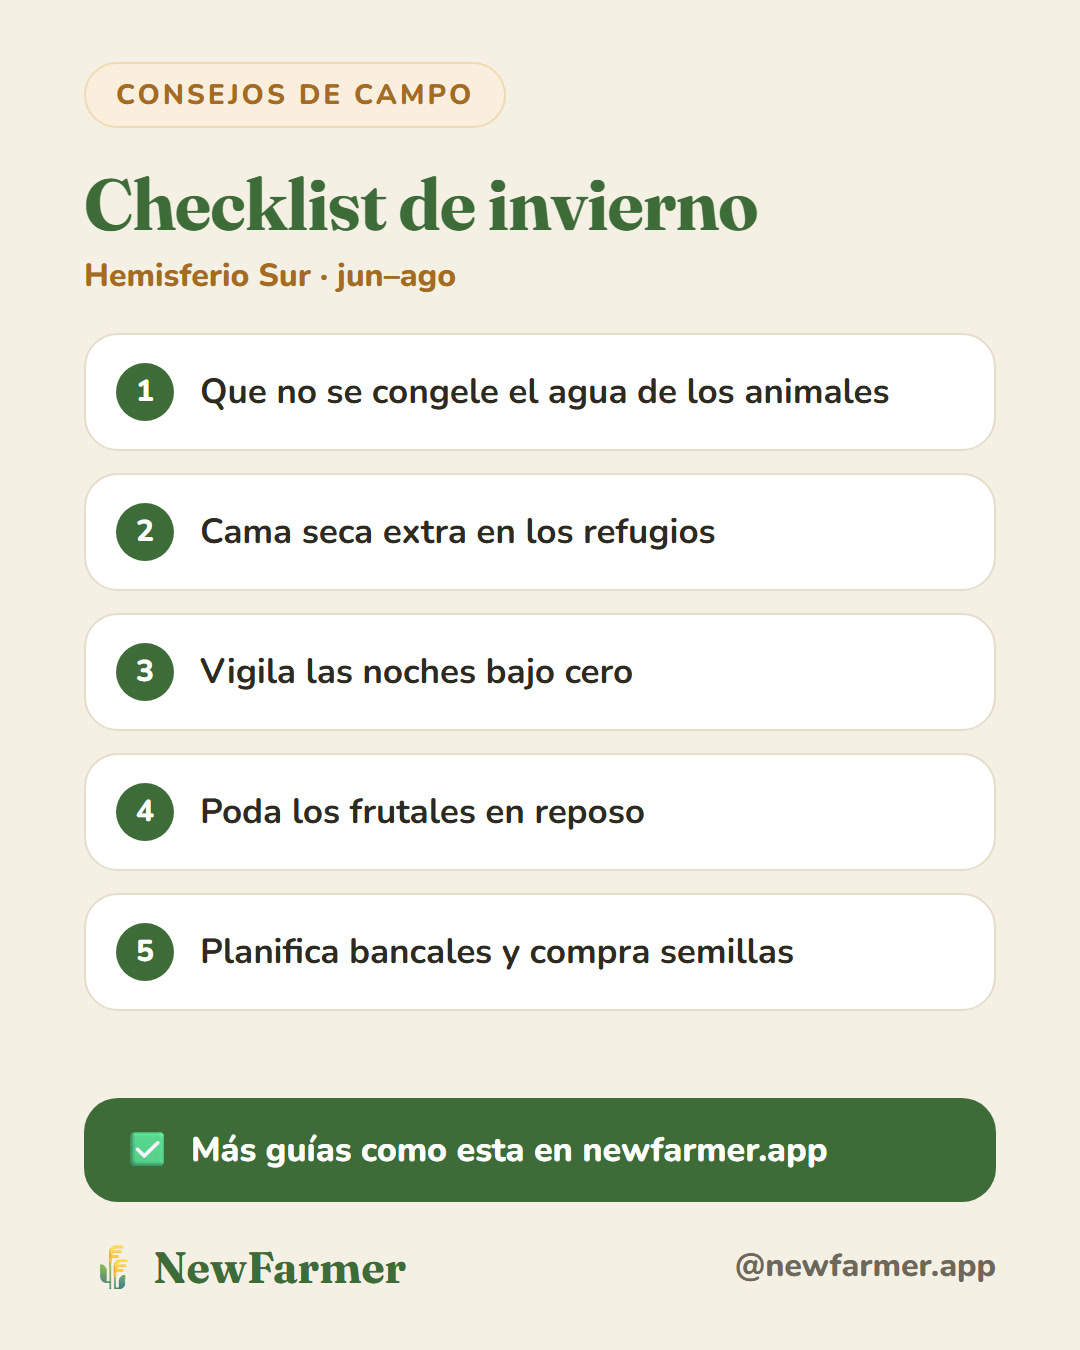 CONSEJOS DE CAMPO
Checklist de invierno
Hemisferio Sur · jun–ago
1 Que no se congele el agua de los animales
2 Cama seca extra en los refugios
3 Vigila las noches bajo cero
4 Poda los frutales en reposo
5 Planifica bancales y compra semillas
Más guías como esta en newfarmer.app
NewFarmer
@newfarmer.app